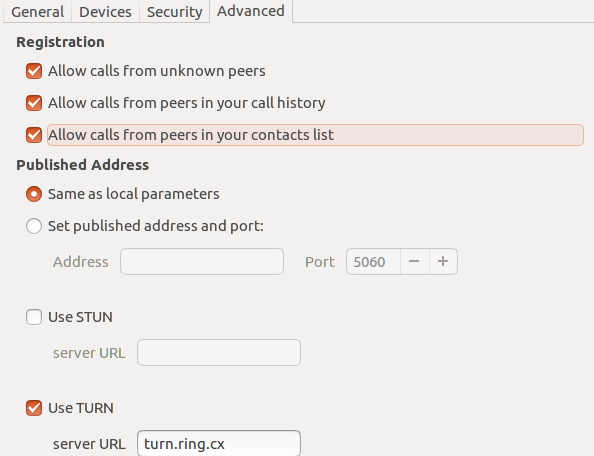 General Devices Security Advanced
Registration
Allow calls from unknown peers
Allow calls from peers in your call history
Allow calls from peers in your contacts list
Published Address
Same as local parameters
Set published address and port:
Address Port 5060 − +
Use STUN
server URL
Use TURN
server URL turn.ring.cx